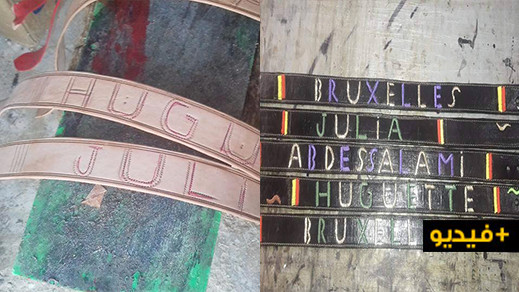 HUGU
JULI
BRUXELLES
JULIA
ABDESSALAMI
HUGUETTE
BRUXEL
+فيديو